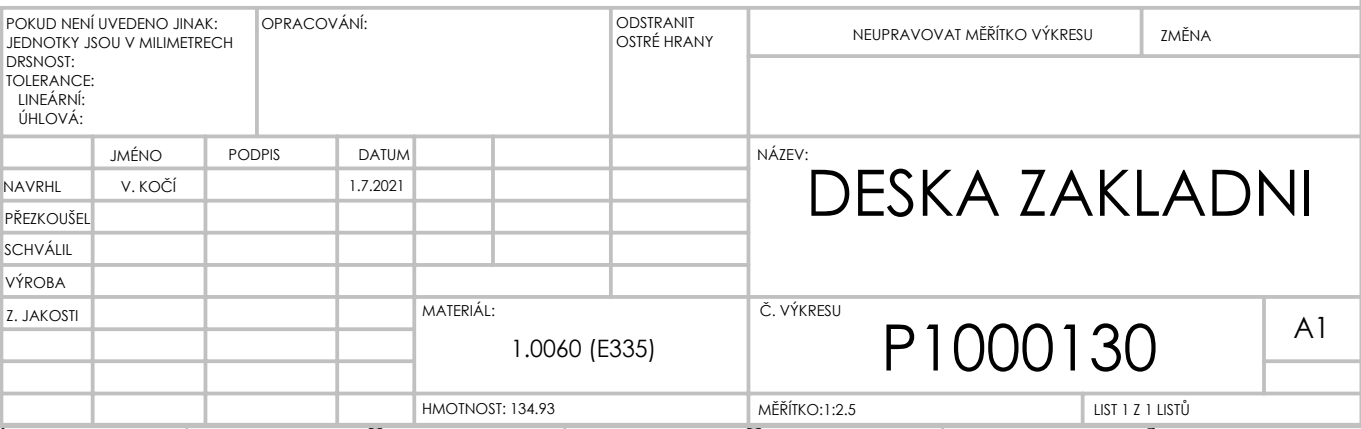 POKUD NENÍ UVEDENO JINAK:
JEDNOTKY JSOU V MILIMETRECH
DRSNOST:
TOLERANCE:
LINEÁRNÍ:
ÚHLOVÁ:
OPRACOVÁNÍ:
ODSTRANIT
OSTRÉ HRANY
NEUPRAVOVAT MĚŘÍTKO VÝKRESU
ZMĚNA
JMÉNO PODPIS DATUM
NAVRHL V. KOČÍ 1.7.2021
PŘEZKOUŠEL
SCHVÁLIL
VÝROBA
Z. JAKOSTI
NÁZEV:
DESKA ZAKLADNI
MATERIÁL:
1.0060 (E335)
Č. VÝKRESU
P1000130
A1
HMOTNOST: 134.93
MĚŘÍTKO:1:2.5
LIST 1 Z 1 LISTŮ